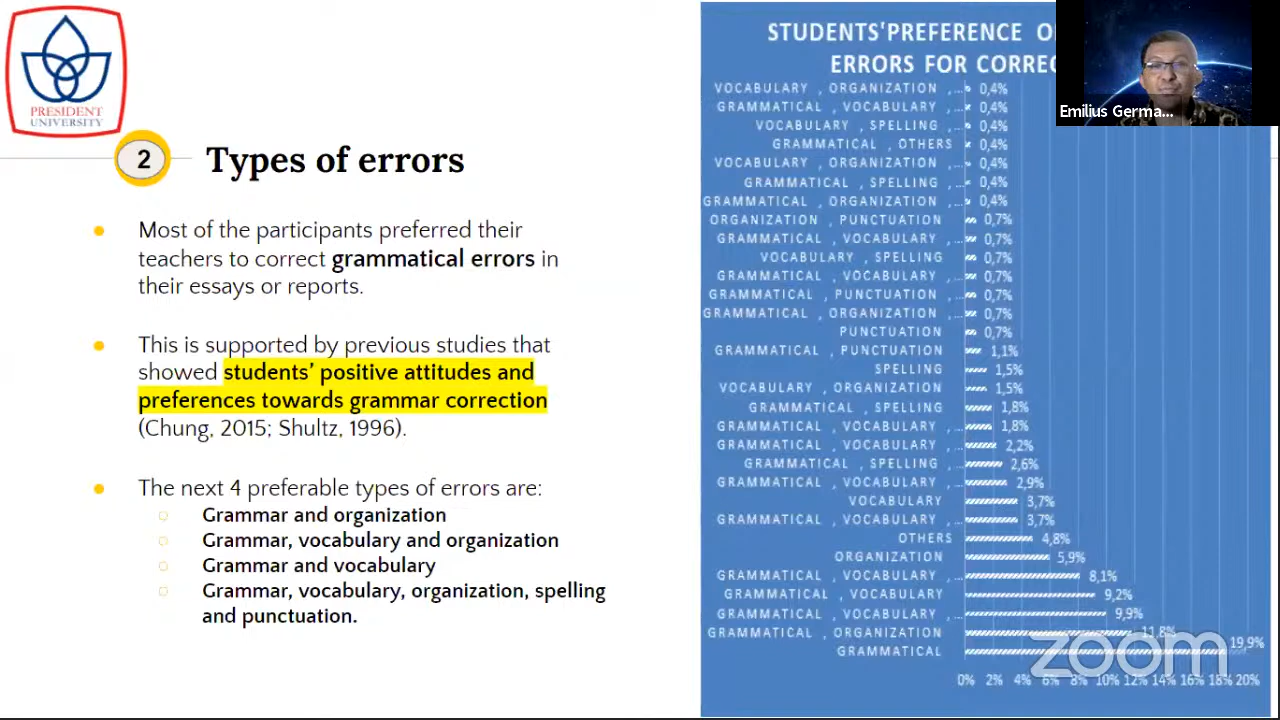 PRESIDENT
UNIVERSITY
2
Types of errors
Most of the participants preferred their
teachers to correct grammatical errors in
their essays or reports.
This is supported by previous studies that
showed students’ positive attitudes and
preferences towards grammar correction
(Chung, 2015; Shultz, 1996).
The next 4 preferable types of errors are:
Grammar and organization
Grammar, vocabulary and organization
Grammar and vocabulary
Grammar, vocabulary, organization, spelling
and punctuation.
STUDENTS'PREFERENCE O
ERRORS FOR CORREC
Emilius Germa...
VOCABULARY , ORGANIZATION ,... 0,4%
GRAMMATICAL , VOCABULARY ,... 0,4%
VOCABULARY , SPELLING ,... 0,4%
GRAMMATICAL , OTHERS 0,4%
VOCABULARY , ORGANIZATION ,... 0,4%
GRAMMATICAL , SPELLING ,... 0,4%
GRAMMATICAL , ORGANIZATION ,... 0,4%
ORGANIZATION , PUNCTUATION ,... 0,7%
GRAMMATICAL , VOCABULARY ,... 0,7%
VOCABULARY , SPELLING 0,7%
GRAMMATICAL , VOCABULARY ,... 0,7%
GRAMMATICAL , PUNCTUATION ,... 0,7%
GRAMMATICAL , ORGANIZATION ,... 0,7%
PUNCTUATION 0,7%
GRAMMATICAL , PUNCTUATION 1,1%
SPELLING 1,5%
VOCABULARY , ORGANIZATION 1,5%
GRAMMATICAL , SPELLING 1,8%
GRAMMATICAL , VOCABULARY ,... 1,8%
GRAMMATICAL , VOCABULARY ,... 2,2%
GRAMMATICAL , SPELLING ,... 2,6%
GRAMMATICAL , VOCABULARY ,... 2,9%
VOCABULARY 3,7%
GRAMMATICAL , VOCABULARY ,... 3,7%
OTHERS 4,8%
ORGANIZATION 5,9%
GRAMMATICAL , VOCABULARY ,... 8,1%
GRAMMATICAL , VOCABULARY 9,2%
GRAMMATICAL , VOCABULARY ,... 9,9%
GRAMMATICAL , ORGANIZATION 11,8%
GRAMMATICAL 19,9%
0% 2% 4% 6% 8% 10% 12% 14% 16% 18% 20%
zoom